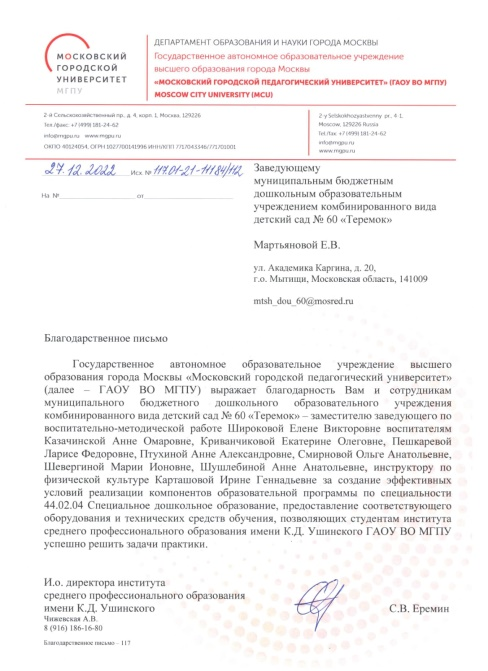 МОСКОВСКИЙ
ГОРОДСКОЙ
УНИВЕРСИТЕТ
МГПУ
ДЕПАРТАМЕНТ ОБРАЗОВАНИЯ И НАУКИ ГОРОДА МОСКВЫ
Государственное автономное образовательное учреждение
высшего образования города Москвы
«МОСКОВСКИЙ ГОРОДСКОЙ ПЕДАГОГИЧЕСКИЙ УНИВЕРСИТЕТ» (ГАОУ ВО МГПУ)
MOSCOW CITY UNIVERSITY (MCU)
2-й Сельскохозяйственный пр., д. 4, корп. 1, Москва, 129226
Тел./факс: +7 (499) 181-24-62
info@mgpu.ru www.mgpu.ru
ОКПО 40124054, ОГРН 1027700141996 ИНН/КПП 7717043346/771701001
2-y Selskokhozyastvenny pr., 4-1,
Moscow, 129226 Russia
Tel./fax: +7 (499) 181-24-62
info@mgpu.ru www.mgpu.ru
27.12.2022 Исх. № 117.01-21-11184/112
На № от
Заведующему
муниципальным бюджетным
дошкольным образовательным
учреждением комбинированного вида
детский сад № 60 «Теремок»
Мартьяновой Е.В.
ул. Академика Каргина, д. 20,
г.о. Мытищи, Московская область, 141009
mtsh_dou_60@mosred.ru
Благодарственное письмо
Государственное автономное образовательное учреждение высшего
образования города Москвы «Московский городской педагогический университет»
(далее – ГАОУ ВО МГПУ) выражает благодарность Вам и сотрудникам
муниципального бюджетного дошкольного образовательного учреждения
комбинированного вида детский сад № 60 «Теремок» – заместителю заведующего по
воспитательно-методической работе Широковой Елене Викторовне воспитателям
Казачинской Анне Омаровне, Криванчиковой Екатерине Олеговне, Пешкаревой
Ларисе Федоровне, Птухиной Анне Александровне, Смирновой Ольге Анатольевне,
Шевергиной Марии Ионовне, Шушлебиной Анне Анатольевне, инструктору по
физической культуре Карташовой Ирине Геннадьевне за создание эффективных
условий реализации компонентов образовательной программы по специальности
44.02.04 Специальное дошкольное образование, предоставление соответствующего
оборудования и технических средств обучения, позволяющих студентам института
среднего профессионального образования имени К.Д. Ушинского ГАОУ ВО МГПУ
успешно решить задачи практики.
И.о. директора института
среднего профессионального образования
имени К.Д. Ушинского
С.В. Еремин
Чижевская А.В.
8 (916) 186-16-80
Благодарственное письмо – 117